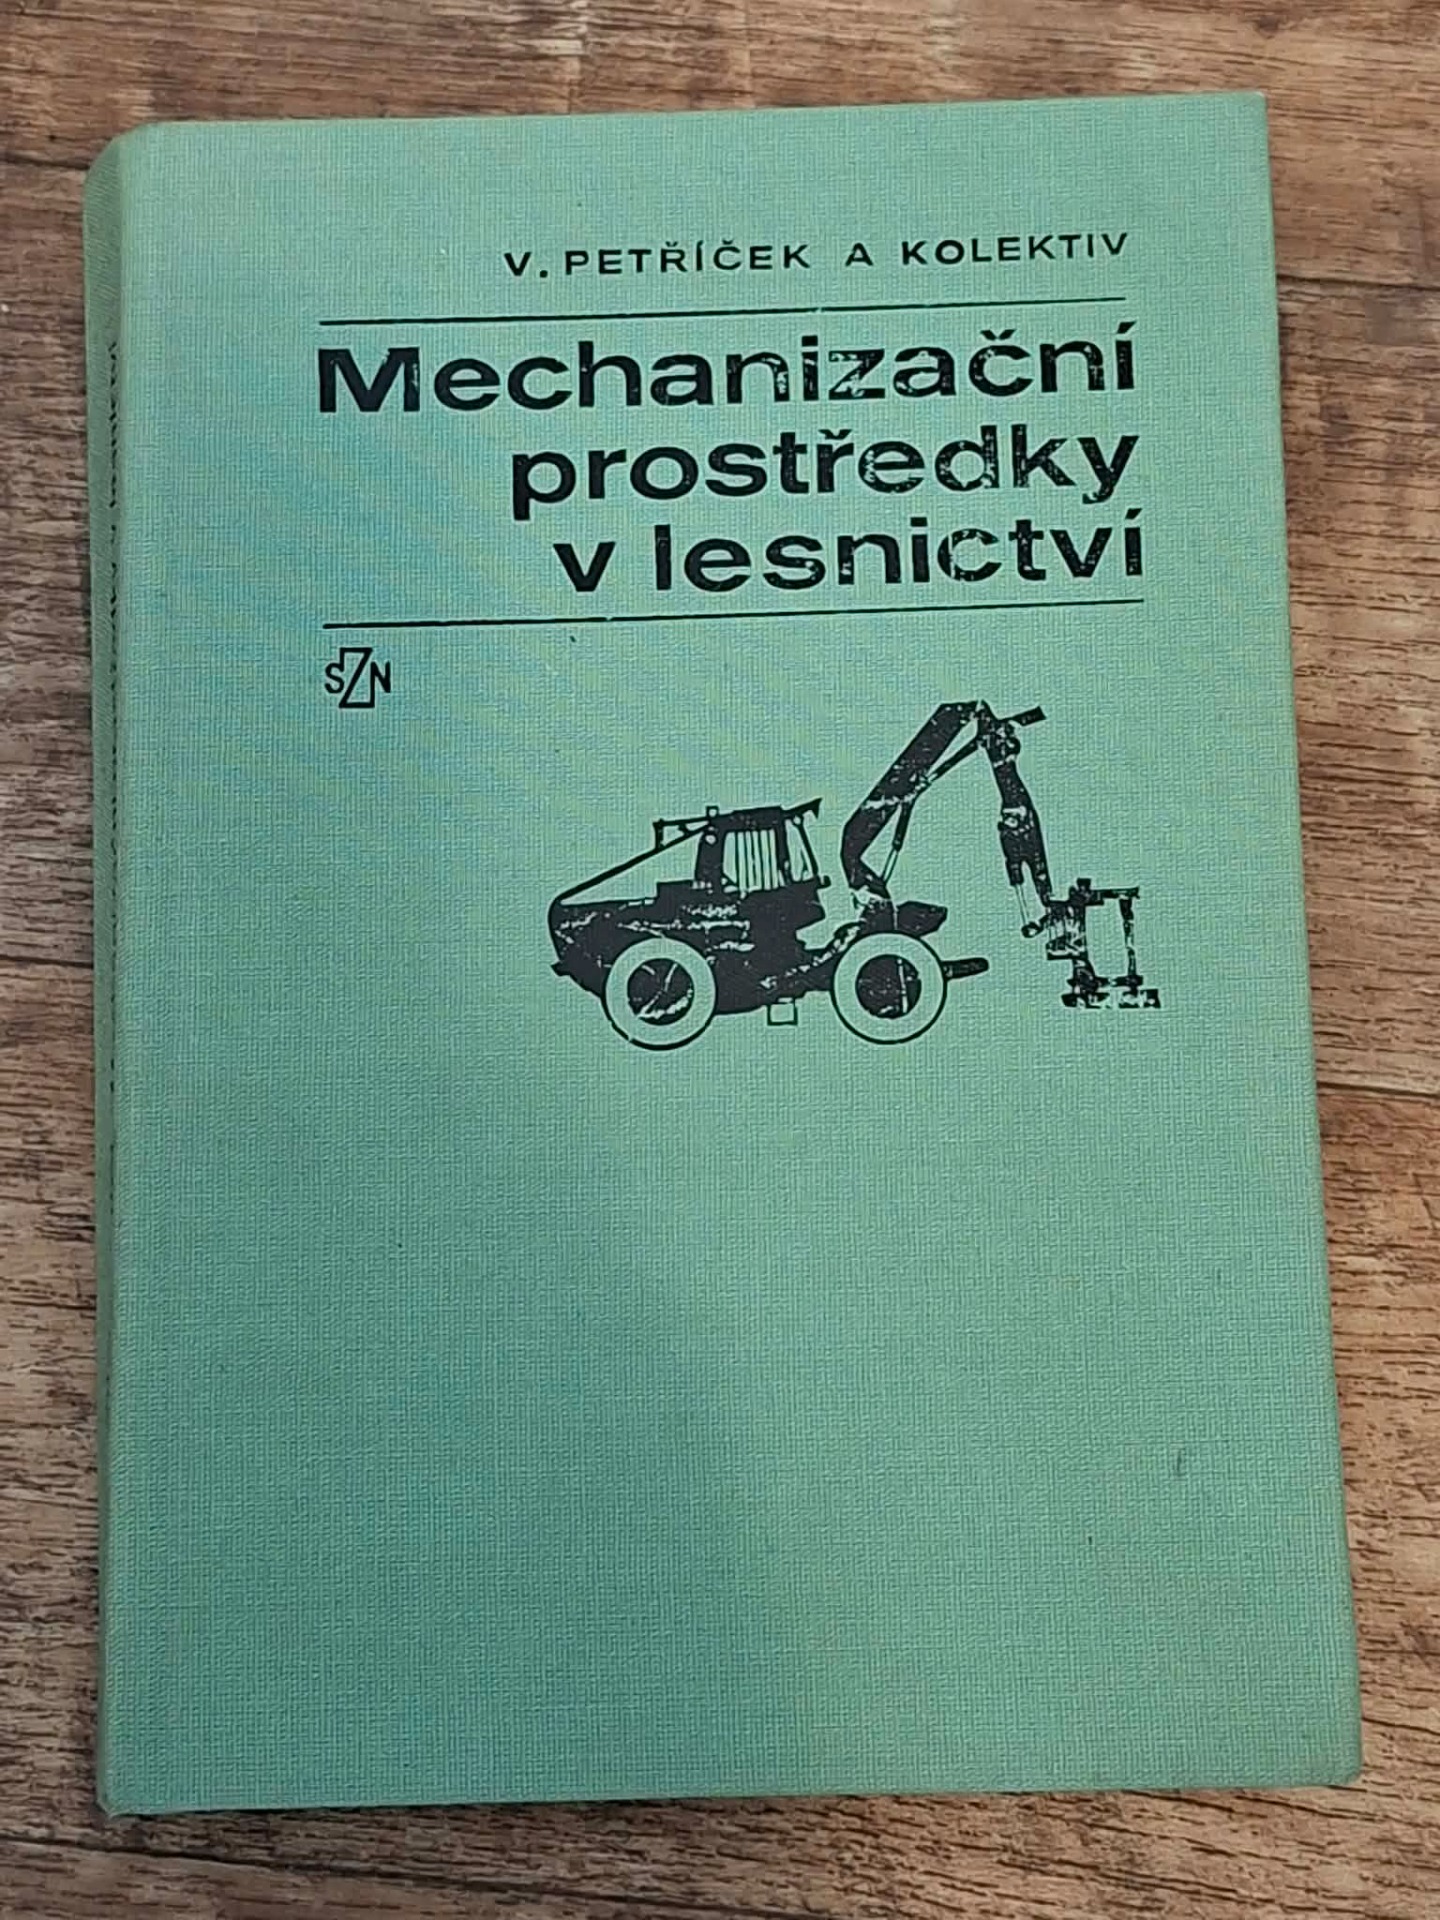 V. PETŘÍČEK A KOLEKTIV
Mechanizační
prostředky
v lesnictví
SZN